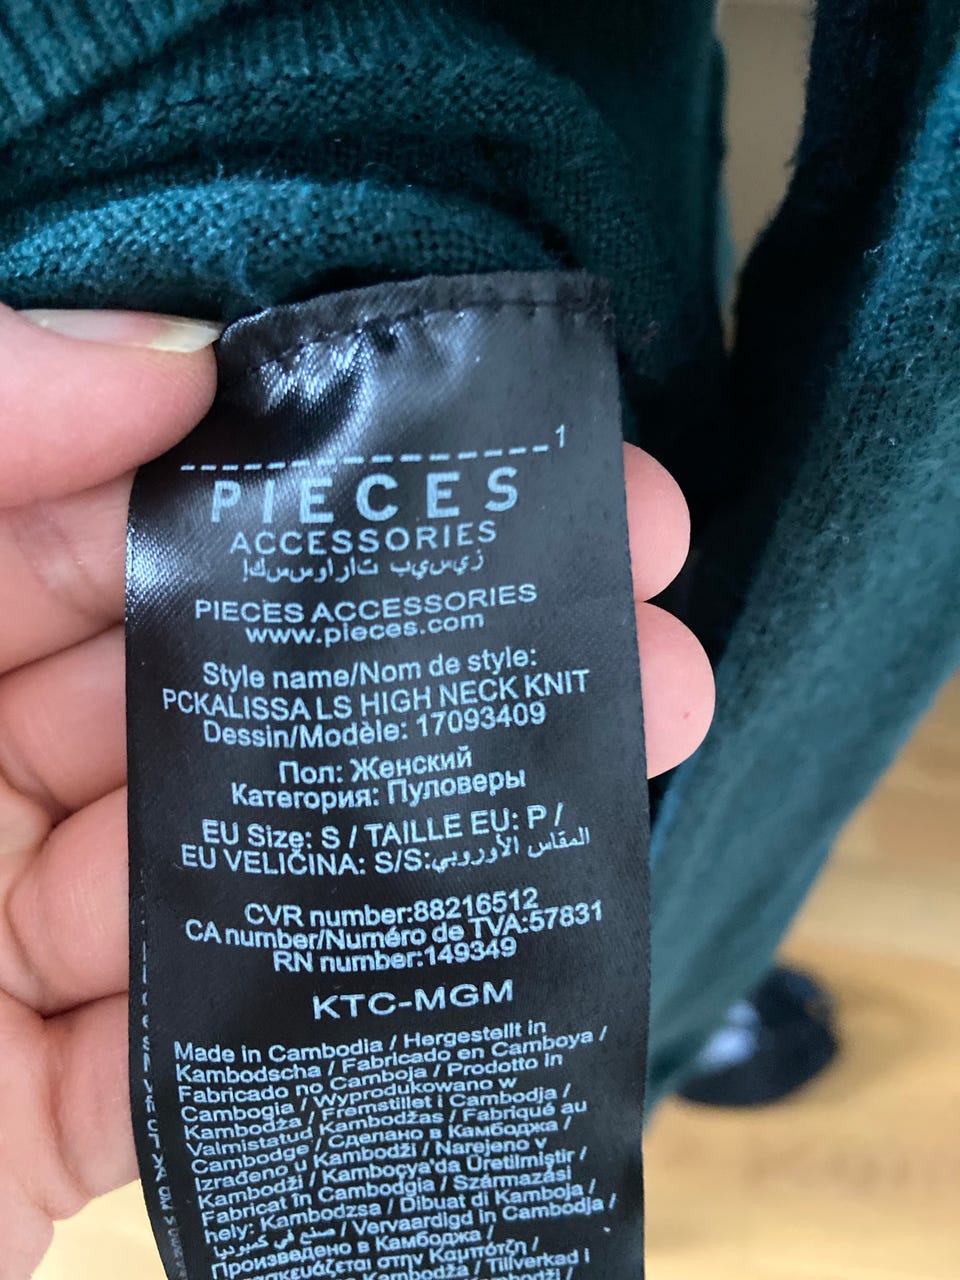 1
PIECES
ACCESSORIES
PIECES ACCESSORIES
www.pieces.com
Style name/Nom de style:
PCKALISSA LS HIGH NECK KNIT
Dessin/Modèle: 17093409
Пол: Женский
Категория: Пуловеры
EU Size: S / TAILLE EU: P /
EU VELIČINA: S/S:المقاس الأوروبي
CVR number:88216512
CA number/Numéro de TVA:57831
RN number:149349
KTC-MGM
Made in Cambodia / Hergestellt in
Kambodscha / Fabricado en Camboya /
Fabricado no Camboja / Prodotto in
Cambogia / Wyprodukowano w
Kambodża / Fremstillet i Cambodja /
Valmistatud Kambodžas / Fabriqué au
Cambodge / Сделано в Камбоджа /
Izrađeno u Kambodži / Narejeno v
Kambodži / Kamboçya'da Üretilmiştir /
Fabricat în Cambodgia / Származási
hely: Kambodzsa / Dibuat di Kamboja /
صنع في كمبوديا / Vervaardigd in Cambodja /
Произведено в Камбоджа /
στην Καμπότζη /
Kambodža / Tillverkad i